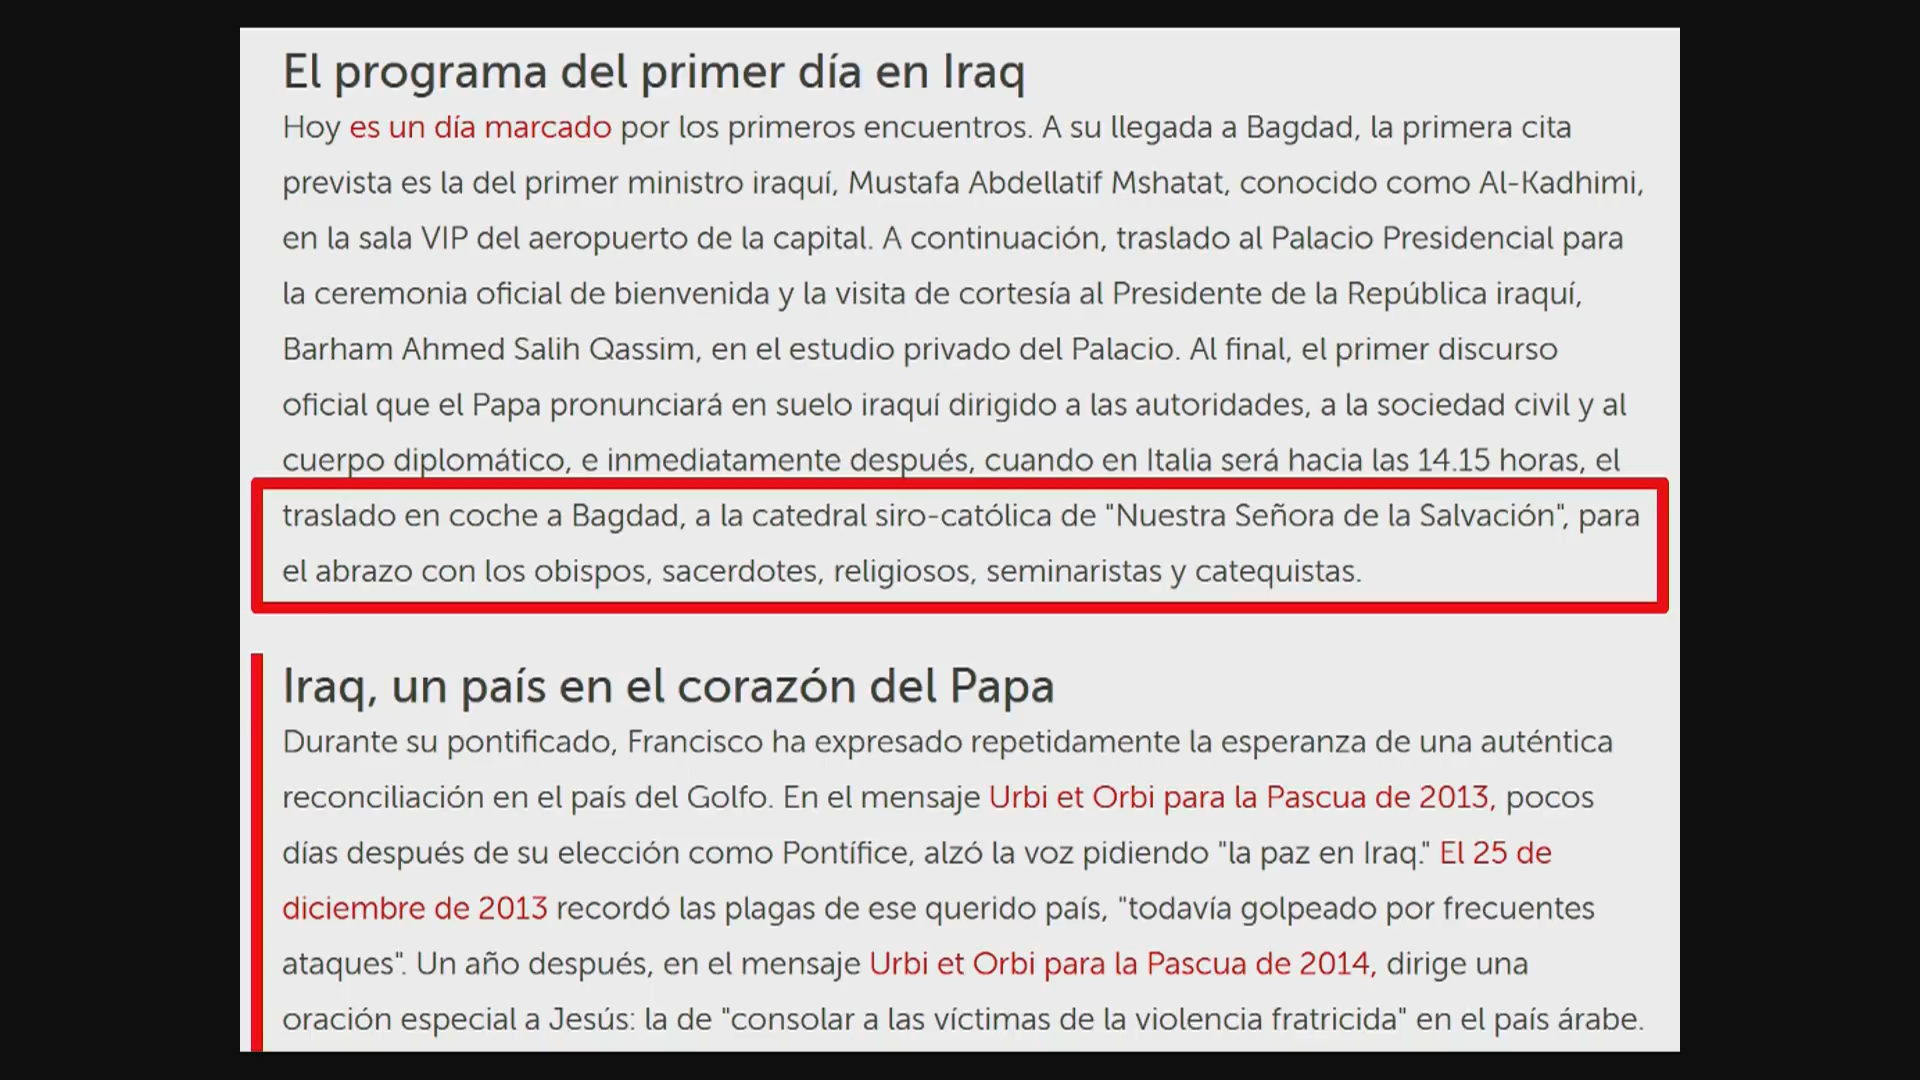 El programa del primer día en Iraq
Hoy es un día marcado por los primeros encuentros. A su llegada a Bagdad, la primera cita
prevista es la del primer ministro iraquí, Mustafa Abdellatif Mshatat, conocido como Al-Kadhimi,
en la sala VIP del aeropuerto de la capital. A continuación, traslado al Palacio Presidencial para
la ceremonia oficial de bienvenida y la visita de cortesía al Presidente de la República iraquí,
Barham Ahmed Salih Qassim, en el estudio privado del Palacio. Al final, el primer discurso
oficial que el Papa pronunciará en suelo iraquí dirigido a las autoridades, a la sociedad civil y al
cuerpo diplomático, e inmediatamente después, cuando en Italia será hacia las 14.15 horas, el
traslado en coche a Bagdad, a la catedral siro-católica de "Nuestra Señora de la Salvación", para
el abrazo con los obispos, sacerdotes, religiosos, seminaristas y catequistas.
Iraq, un país en el corazón del Papa
Durante su pontificado, Francisco ha expresado repetidamente la esperanza de una auténtica
reconciliación en el país del Golfo. En el mensaje Urbi et Orbi para la Pascua de 2013, pocos
días después de su elección como Pontífice, alzó la voz pidiendo "la paz en Iraq." El 25 de
diciembre de 2013 recordó las plagas de ese querido país, "todavía golpeado por frecuentes
ataques". Un año después, en el mensaje Urbi et Orbi para la Pascua de 2014, dirige una
oración especial a Jesús: la de "consolar a las víctimas de la violencia fratricida" en el país árabe.